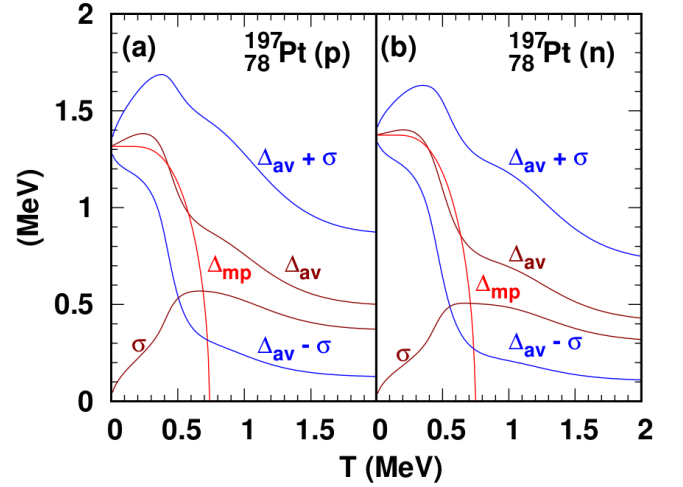 2
1.5
1
0.5
0
(MeV)
(a)
197
78 Pt (p)
Δav + σ
Δmp
Δav
σ
Δav - σ
(b)
197
78 Pt (n)
Δav + σ
Δav
Δmp
σ
Δav - σ
0 0.5 1 1.5 0 0.5 1 1.5 2
T (MeV)